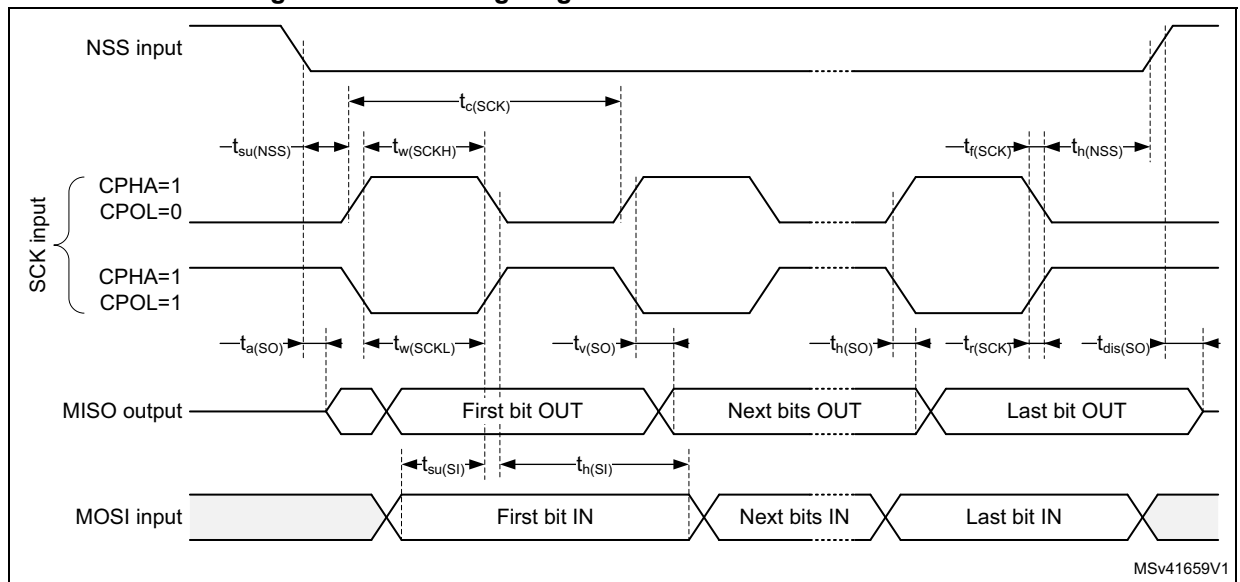 NSS input
tc(SCK)
tsu(NSS)
tw(SCKH)
tf(SCK)
th(NSS)
SCK input
CPHA=1
CPOL=0
CPHA=1
CPOL=1
ta(SO)
tw(SCKL)
tv(SO)
th(SO)
tr(SCK)
tdis(SO)
MISO output
First bit OUT
Next bits OUT
Last bit OUT
tsu(SI)
th(SI)
MOSI input
First bit IN
Next bits IN
Last bit IN
MSv41659V1